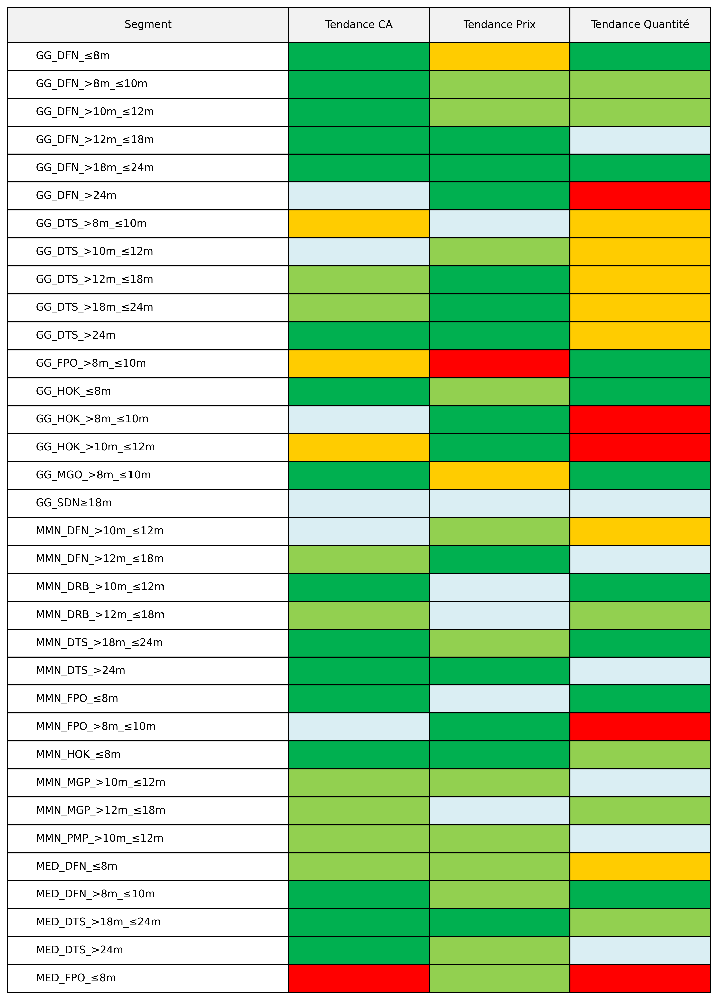 Segment Tendance CA Tendance Prix Tendance Quantité
GG_DFN_≤8m
GG_DFN_>8m_≤10m
GG_DFN_>10m_≤12m
GG_DFN_>12m_≤18m
GG_DFN_>18m_≤24m
GG_DFN_>24m
GG_DTS_>8m_≤10m
GG_DTS_>10m_≤12m
GG_DTS_>12m_≤18m
GG_DTS_>18m_≤24m
GG_DTS_>24m
GG_FPO_>8m_≤10m
GG_HOK_≤8m
GG_HOK_>8m_≤10m
GG_HOK_>10m_≤12m
GG_MGO_>8m_≤10m
GG_SDN≥18m
MMN_DFN_>10m_≤12m
MMN_DFN_>12m_≤18m
MMN_DRB_>10m_≤12m
MMN_DRB_>12m_≤18m
MMN_DTS_>18m_≤24m
MMN_DTS_>24m
MMN_FPO_≤8m
MMN_FPO_>8m_≤10m
MMN_HOK_≤8m
MMN_MGP_>10m_≤12m
MMN_MGP_>12m_≤18m
MMN_PMP_>10m_≤12m
MED_DFN_≤8m
MED_DFN_>8m_≤10m
MED_DTS_>18m_≤24m
MED_DTS_>24m
MED_FPO_≤8m